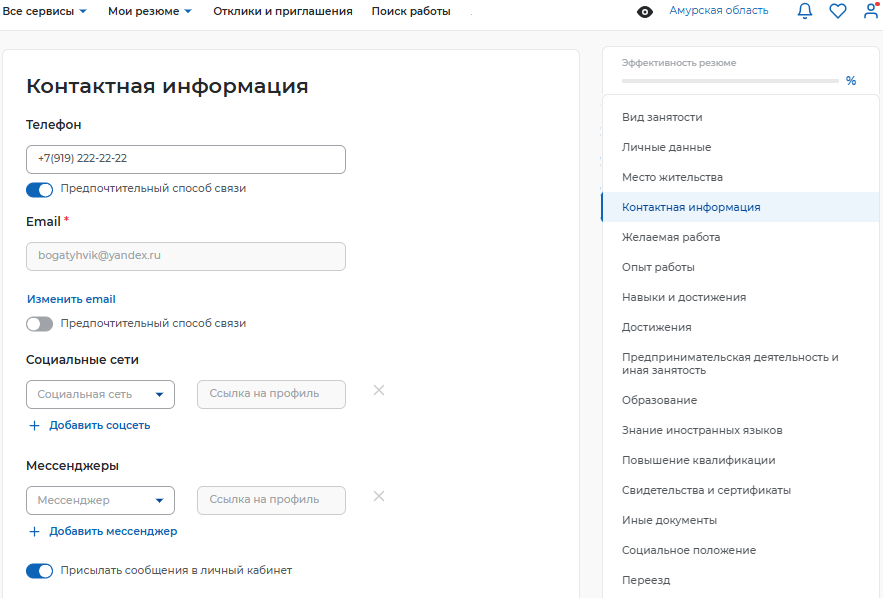 Все сервисы Мои резюме Отклики и приглашения Поиск работы Амурская область
Контактная информация
Телефон
+7(919) 222-22-22
Предпочтительный способ связи
Email *
bogatyhvik@yandex.ru
Изменить email
Предпочтительный способ связи
Социальные сети
Социальная сеть Ссылка на профиль
+ Добавить соцсеть
Мессенджеры
Мессенджер Ссылка на профиль
+ Добавить мессенджер
Присылать сообщения в личный кабинет
Эффективность резюме
%
Вид занятости
Личные данные
Место жительства
Контактная информация
Желаемая работа
Опыт работы
Навыки и достижения
Достижения
Предпринимательская деятельность и
иная занятость
Образование
Знание иностранных языков
Повышение квалификации
Свидетельства и сертификаты
Иные документы
Социальное положение
Переезд